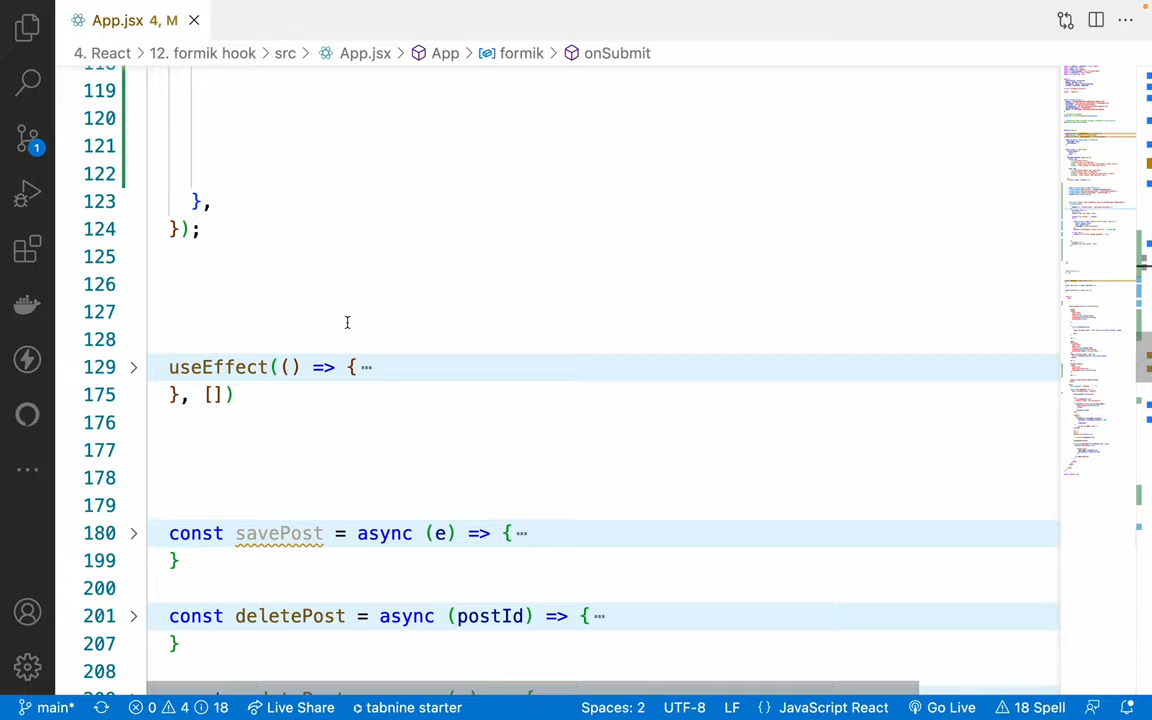 App.jsx 4, M
4. React > 12. formik hook > src > App.jsx > App > formik > onSubmit
119
120
121
122
123 },
124 });
125
126
127
128
129 useEffect(() => {⋯
175 }, [])
176
177
178
179
180 const savePost = async (e) => {⋯
199 }
200
201 const deletePost = async (postId) => {⋯
207 }
208
1
main* 0 4 18 Live Share tabnine starter Spaces: 2 UTF-8 LF {} JavaScript React Go Live 18 Spell